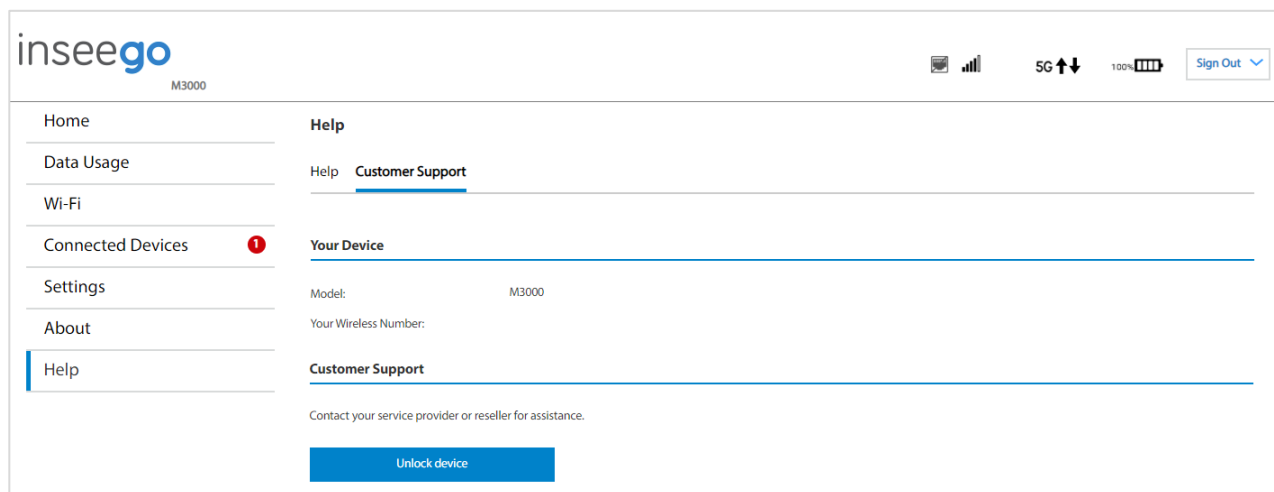 inseego
M3000
5G
100%
Sign Out
Home
Data Usage
Wi-Fi
Connected Devices 1
Settings
About
Help
Help
Help Customer Support
Your Device
Model: M3000
Your Wireless Number:
Customer Support
Contact your service provider or reseller for assistance.
Unlock device